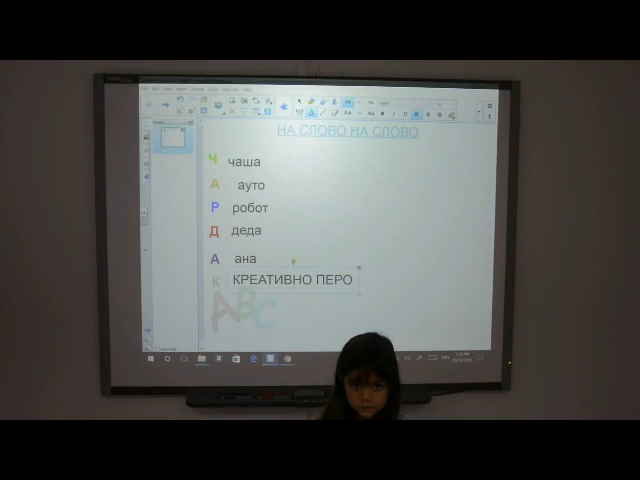 НА СЛОВО НА СЛОВО
Ч чаша
А ауто
Р робот
Д деда
А ана
К КРЕАТИВНО ПЕРО
ABC